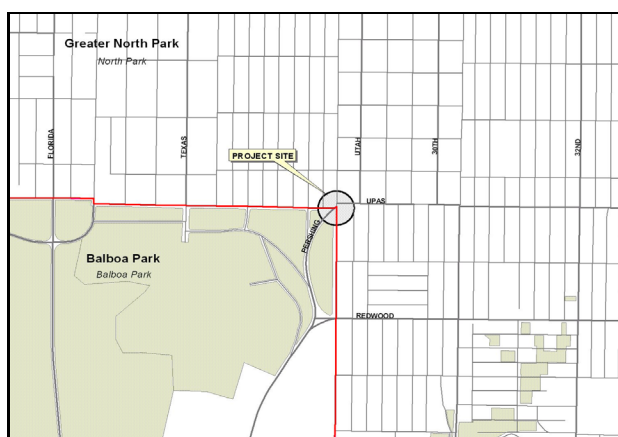 Greater North Park
North Park
FLORIDA
TEXAS
UTAH
30TH
32ND
PROJECT SITE
UPAS
PERSHING
Balboa Park
Balboa Park
REDWOOD